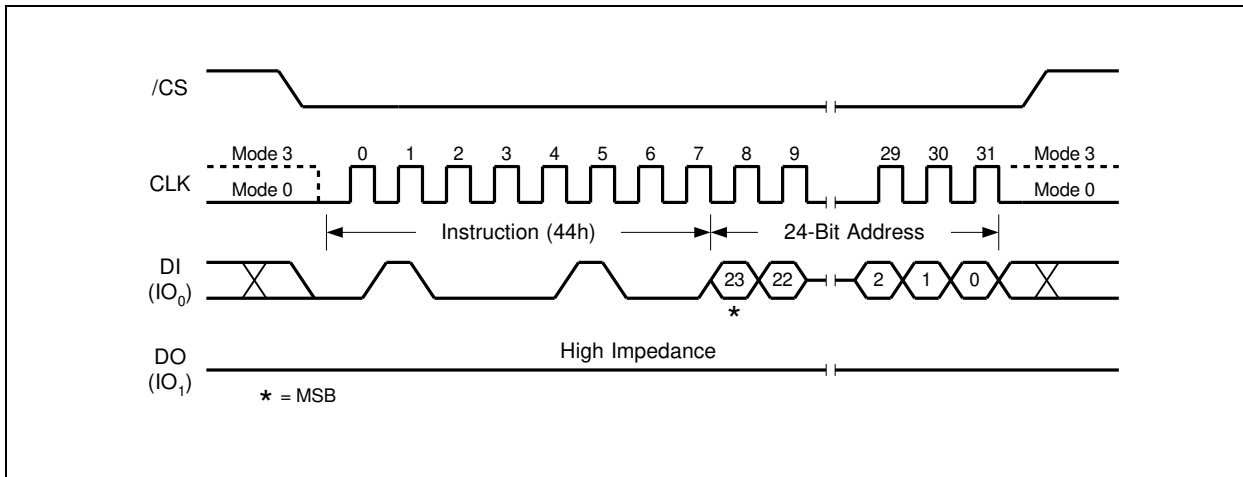 /CS
Mode 3 0 1 2 3 4 5 6 7 8 9 29 30 31 Mode 3
CLK Mode 0 Mode 0
Instruction (44h) 24-Bit Address
DI
(IO0)
23 22 2 1 0
*
High Impedance
DO
(IO1)
* = MSB